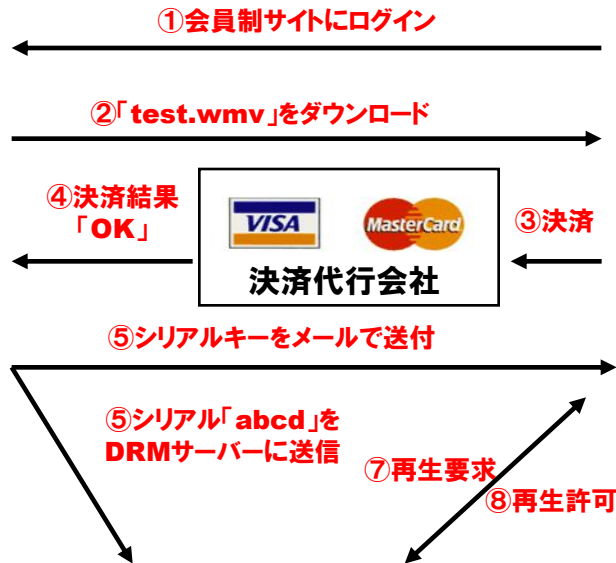 ①会員制サイトにログイン
②「test.wmv」をダウンロード
④決済結果
「OK」
VISA
MasterCard
③決済
決済代行会社
⑤シリアルキーをメールで送付
⑤シリアル「abcd」を
DRMサーバーに送信
⑦再生要求
⑧再生許可